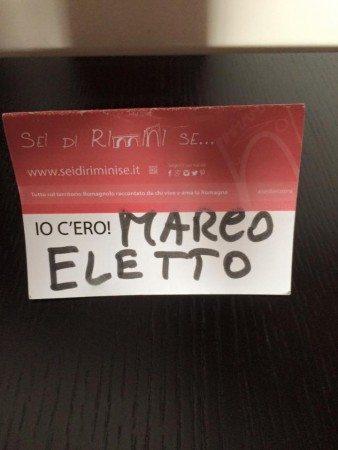 SEI DI RIMINI SE...
www.seidiriminise.it
Tutto sul territorio Romagnolo raccontato da chi vive e ama la Romagna
IO C'ERO! MARCO
ELETTO